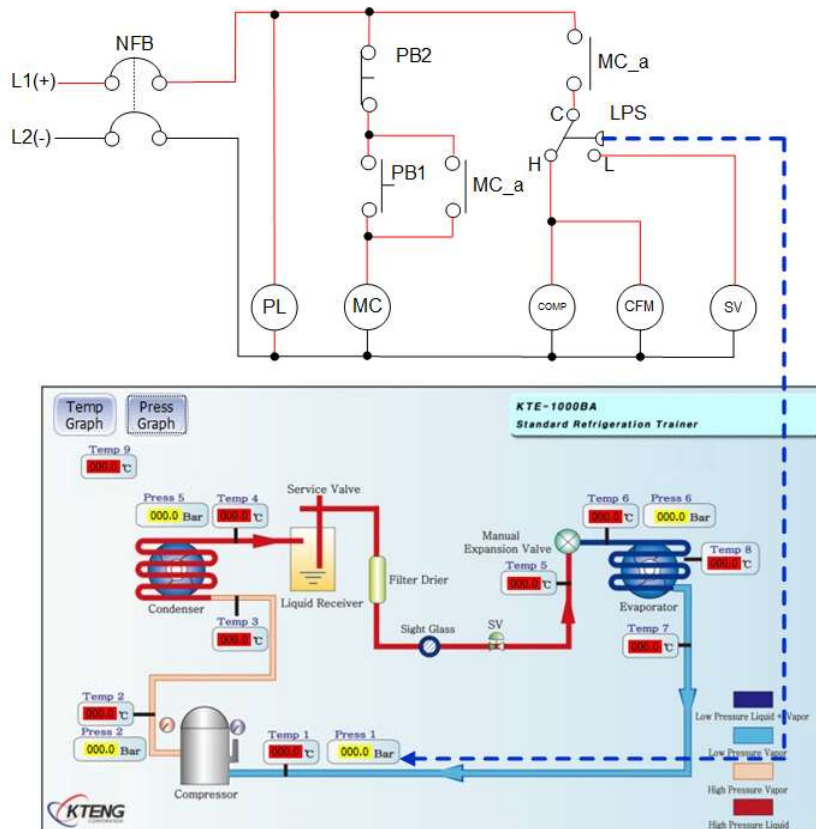 NFB
PB2
MC_a
L1(+)
C
LPS
L2(-)
H
L
PB1
MC_a
PL
MC
COMP
CFM
SV
Temp
Graph
Press
Graph
KTE-1000BA
Standard Refrigeration Trainer
Temp 9
000.0 ℃
Press 5
000.0 Bar
Temp 4
000.0 ℃
Service Valve
Temp 6
000.0 ℃
Press 6
000.0 Bar
Manual
Expansion Valve
Temp 8
000.0 ℃
Temp 5
000.0 ℃
Filter Drier
Condenser
Liquid Receiver
Evaporator
Temp 3
000.0 ℃
Sight Glass
SV
Temp 7
000.0 ℃
Temp 2
000.0 ℃
Press 2
000.0 Bar
Temp 1
000.0 ℃
Press 1
000.0 Bar
Compressor
Low Pressure Liquid + Vapor
Low Pressure Vapor
High Pressure Vapor
High Pressure Liquid
KTENG
CORPORATION